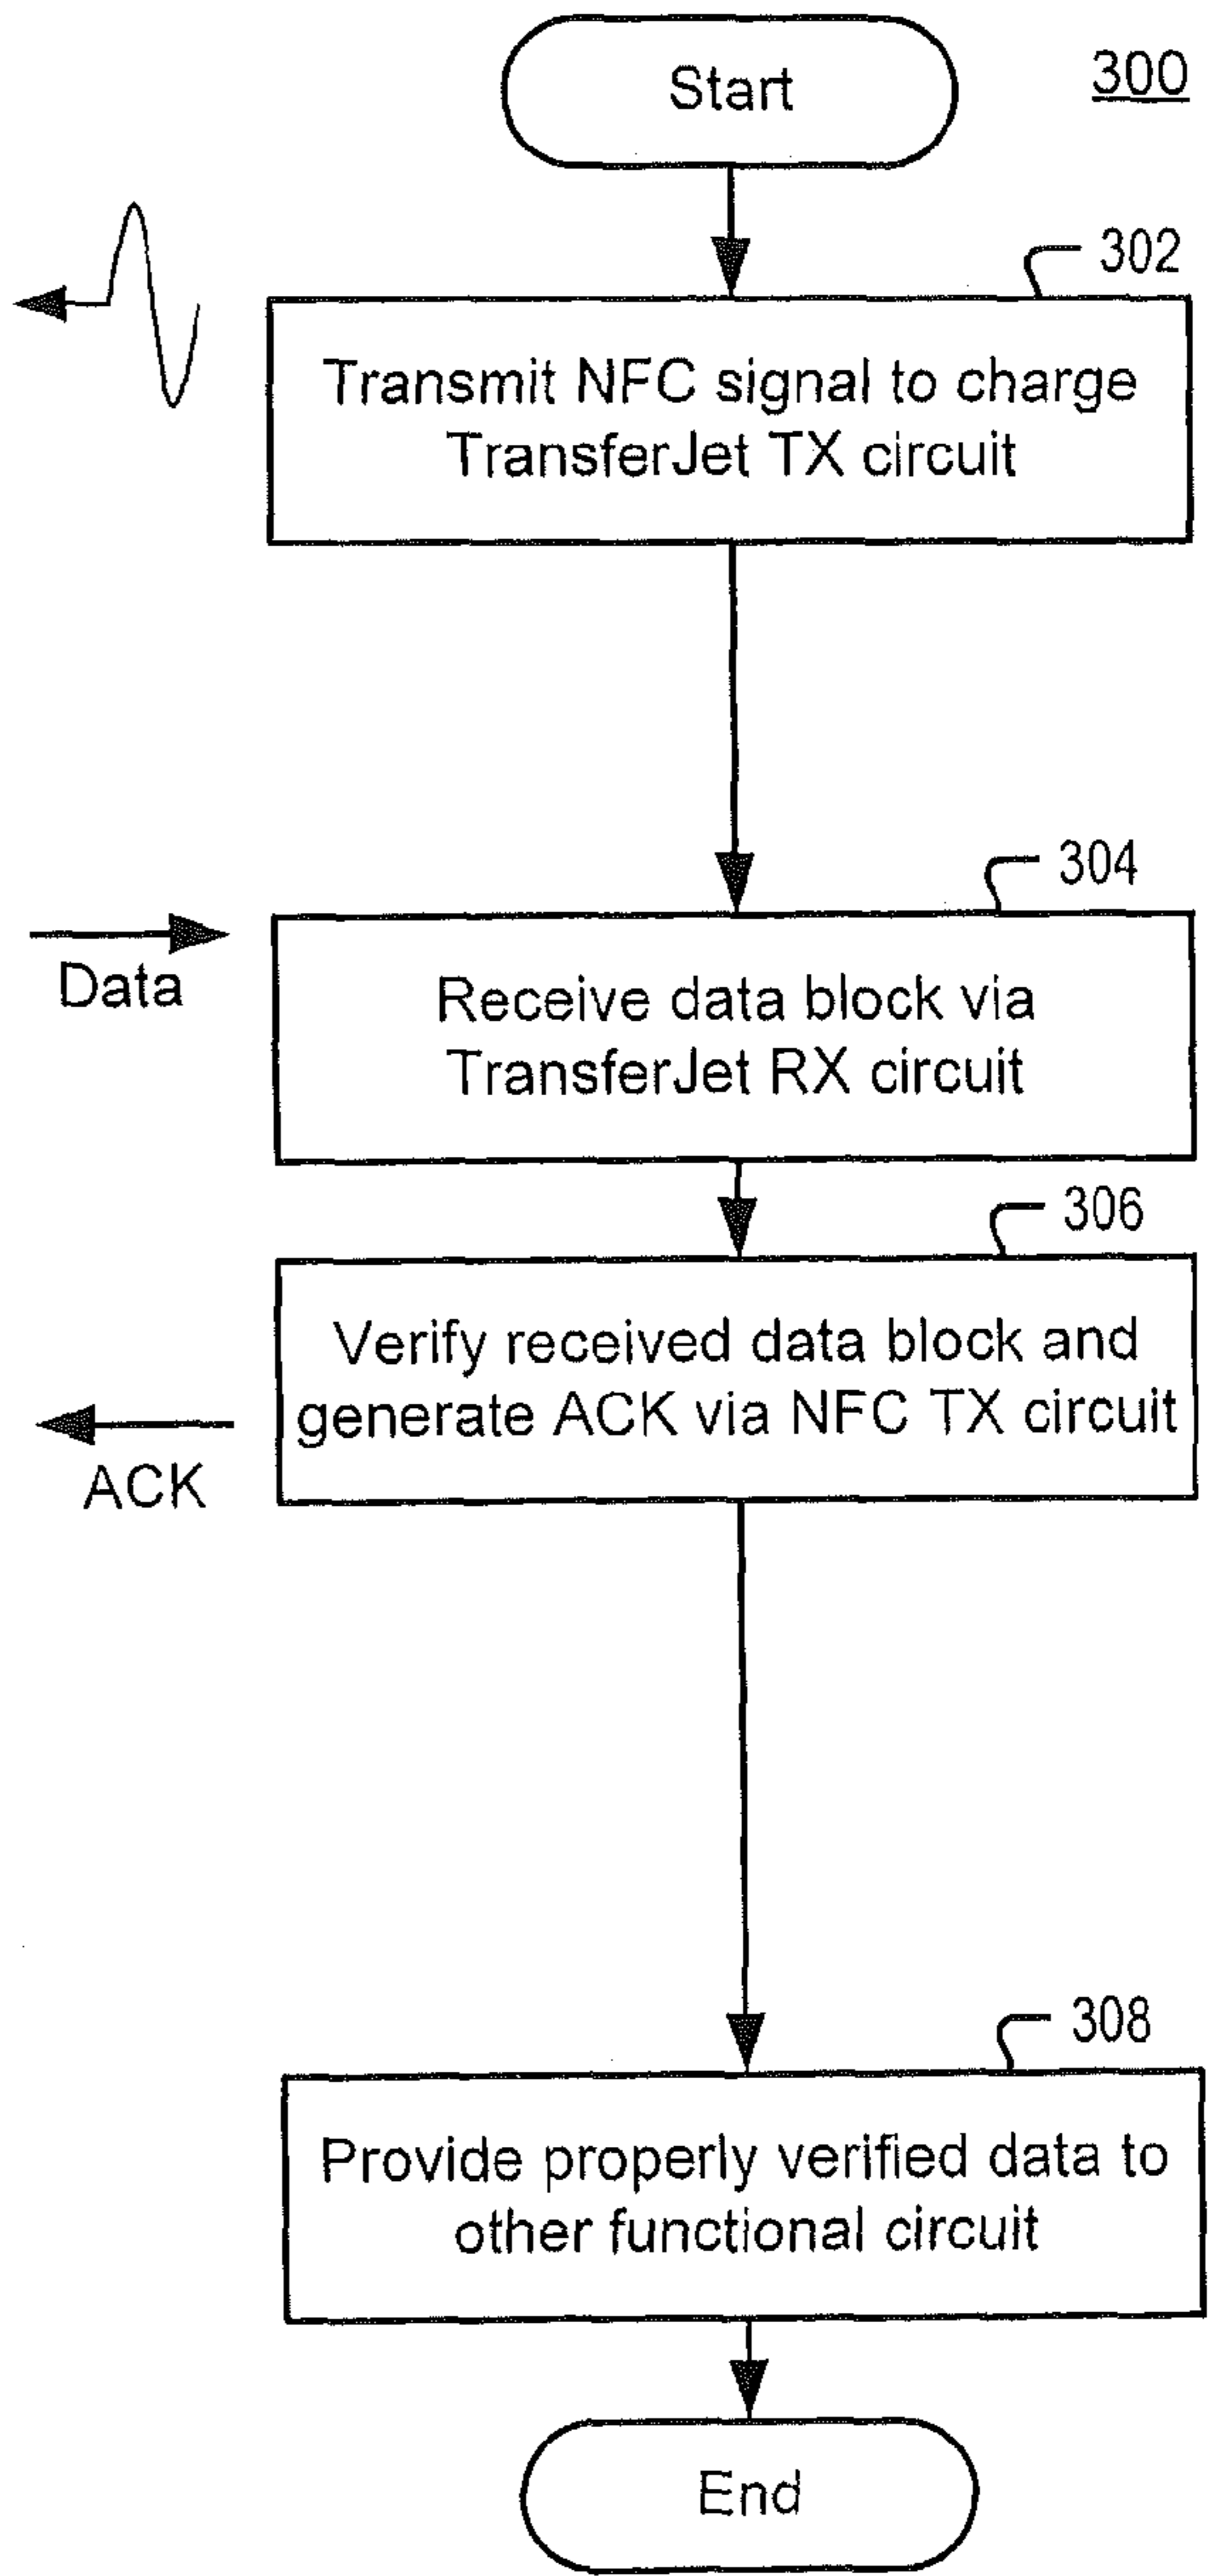 Start
300
302
Transmit NFC signal to charge
TransferJet TX circuit
304
Data
Receive data block via
TransferJet RX circuit
306
Verify received data block and
generate ACK via NFC TX circuit
ACK
308
Provide properly verified data to
other functional circuit
End